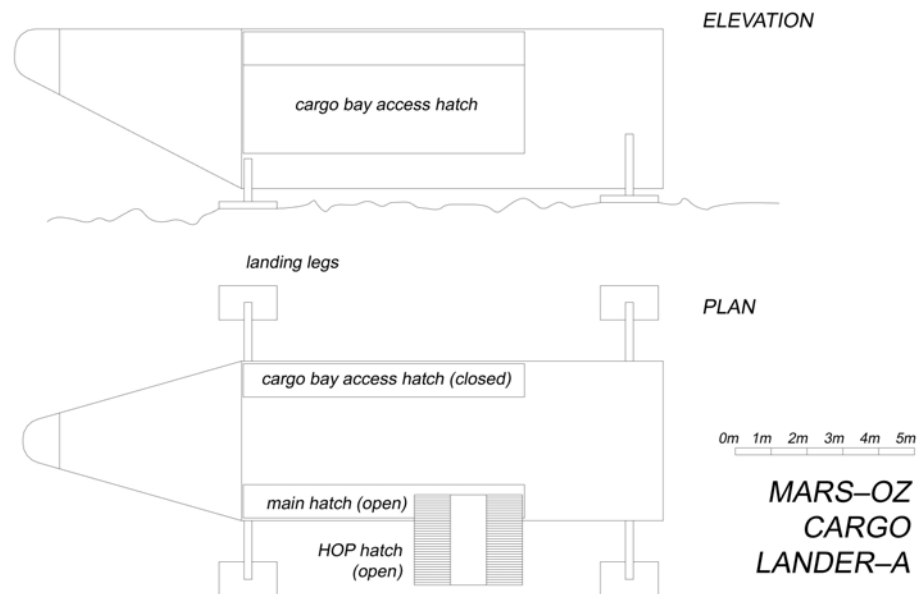 ELEVATION
cargo bay access hatch
landing legs
PLAN
cargo bay access hatch (closed)
0m 1m 2m 3m 4m 5m
main hatch (open)
MARS–OZ
CARGO
LANDER–A
HOP hatch
(open)